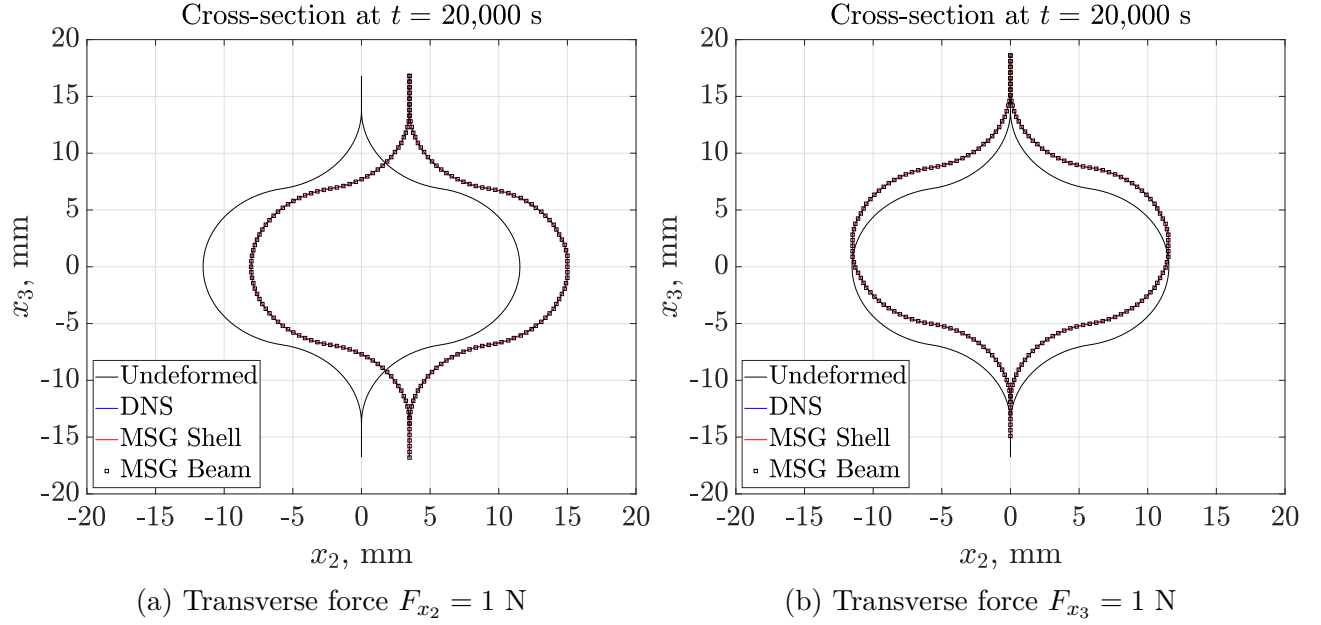 Cross-section at t = 20,000 s
20
15
10
5
0
-5
-10
-15
-20
x₃, mm
Undeformed
DNS
MSG Shell
MSG Beam
-20 -15 -10 -5 0 5 10 15 20
x₂, mm
(a) Transverse force Fₓ₂ = 1 N
Cross-section at t = 20,000 s
20
15
10
5
0
-5
-10
-15
-20
x₃, mm
Undeformed
DNS
MSG Shell
MSG Beam
-20 -15 -10 -5 0 5 10 15 20
x₂, mm
(b) Transverse force Fₓ₃ = 1 N